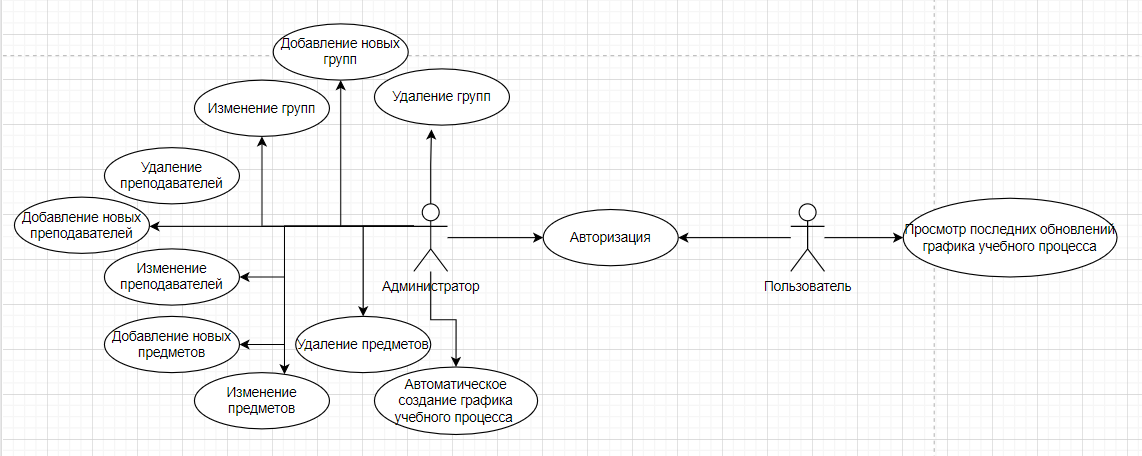 Добавление новых
групп
Удаление групп
Изменение групп
Удаление
преподавателей
Добавление новых
преподавателей
Авторизация
Просмотр последних обновлений
графика учебного процесса
Изменение
преподавателей
Администратор
Пользователь
Добавление новых
предметов
Удаление предметов
Изменение
предметов
Автоматическое
создание графика
учебного процесса